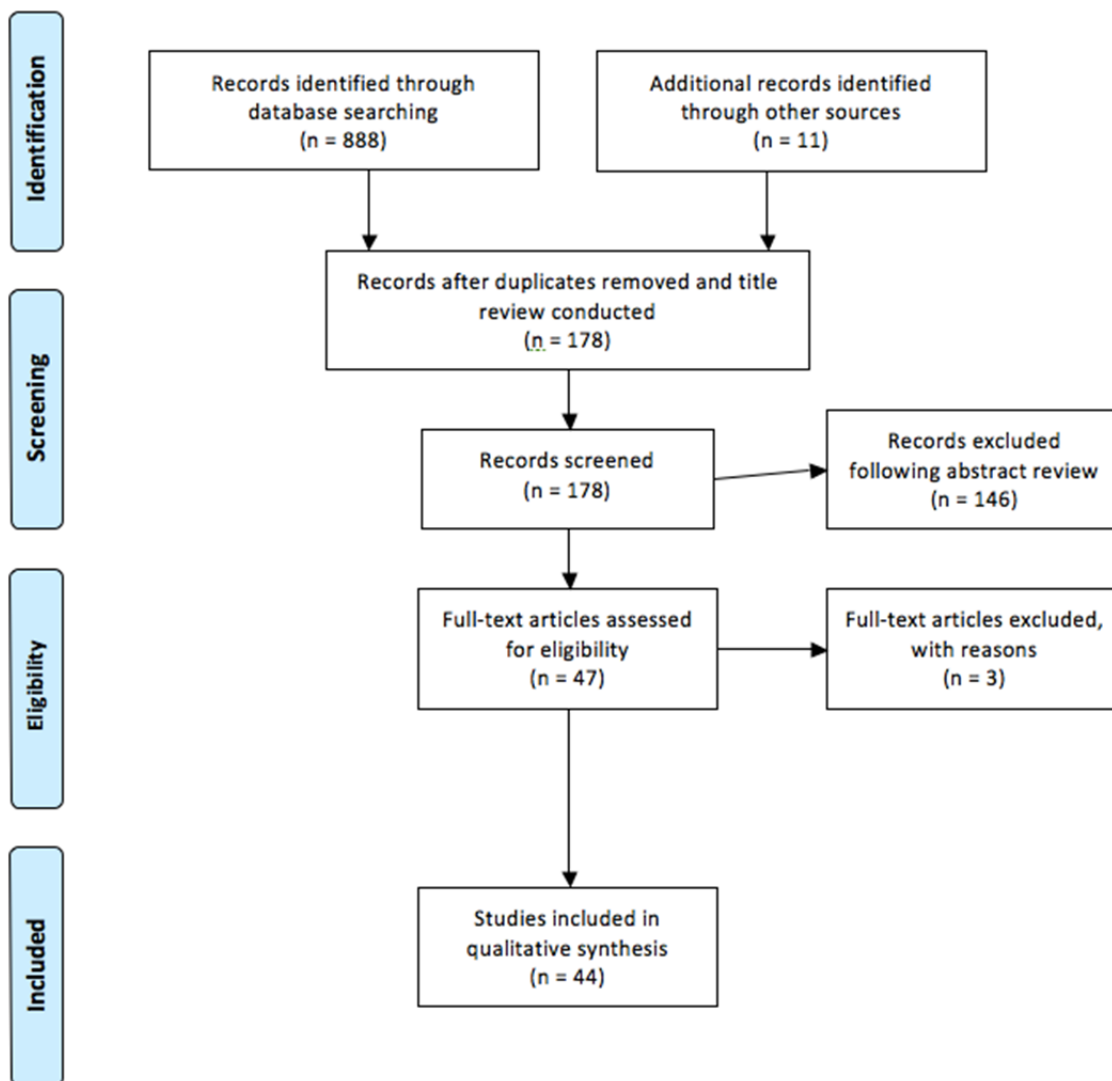 Identification
Records identified through
database searching
(n = 888)
Additional records identified
through other sources
(n = 11)
Records after duplicates removed and title
review conducted
(n = 178)
Screening
Records screened
(n = 178)
Records excluded
following abstract review
(n = 146)
Eligibility
Full-text articles assessed
for eligibility
(n = 47)
Full-text articles excluded,
with reasons
(n = 3)
Included
Studies included in
qualitative synthesis
(n = 44)